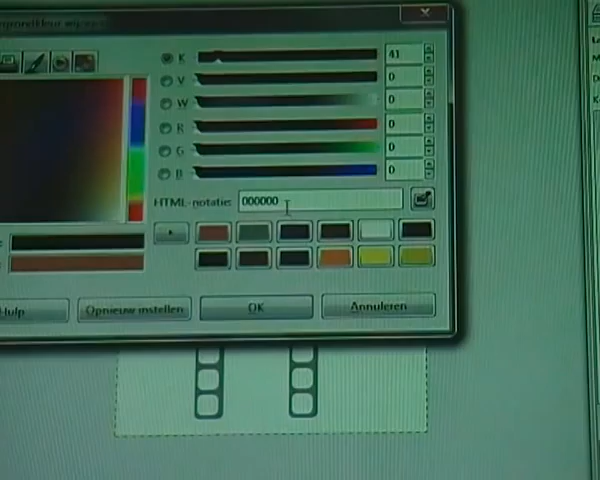 K 41
V 0
W 0
R 0
G 0
B 0
HTML-notatie: 000000
Hulp Opnieuw instellen OK Annuleren